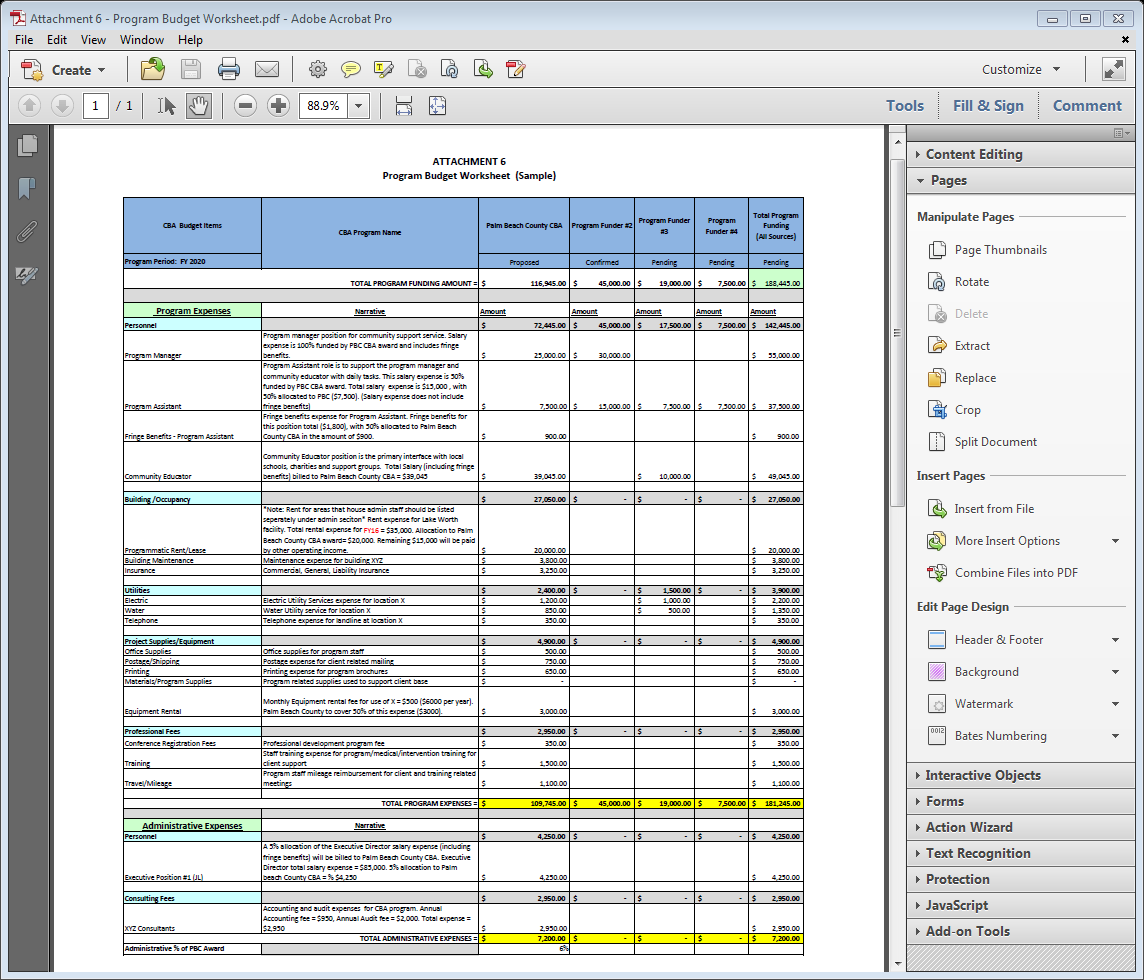 Attachment 6 - Program Budget Worksheet.pdf - Adobe Acrobat Pro
File Edit View Window Help
Create
Customize
1 / 1 88.9% Tools Fill & Sign Comment
ATTACHMENT 6
Program Budget Worksheet (Sample)
CBA Budget Items CBA Program Name Palm Beach County CBA Program Funder #2 Program Funder #3 Program Funder #4 Total Program Funding (All Sources)
Program Period: FY 2020 Proposed Confirmed Pending Pending Pending
TOTAL PROGRAM FUNDING AMOUNT = $ 116,945.00 $ 45,000.00 $ 19,000.00 $ 7,500.00 $ 188,445.00
Program Expenses Narrative Amount Amount Amount Amount Amount
Personnel $ 72,445.00 $ 45,000.00 $ 17,500.00 $ 7,500.00 $ 142,445.00
Program manager position for community support service. Salary
expense is 100% funded by PBC CBA award and includes fringe
benefits.
Program Manager $ 25,000.00 $ 30,000.00 $ 55,000.00
Program Assistant role is to support the program manager and
community educator with daily tasks. This salary expense is 50%
funded by PBC CBA award. Total salary expense is $15,000 , with
50% allocated to PBC ($7,500). (Salary expense does not include
fringe benefits)
Program Assistant $ 7,500.00 $ 15,000.00 $ 7,500.00 $ 7,500.00 $ 37,500.00
Fringe benefits expense for Program Assistant. Fringe benefits for
this position total ($1,800), with 50% allocated to Palm Beach
County CBA in the amount of $900.
Fringe Benefits - Program Assistant $ 900.00 $ 900.00
Community Educator position is the primary interface with local
schools, charities and support groups. Total Salary (including fringe
benefits) billed to Palm Beach County CBA = $39,045
Community Educator $ 39,045.00 $ 10,000.00 $ 49,045.00
Building /Occupancy $ 27,050.00 $ - $ - $ - $ 27,050.00
"Note: Rent for areas that house admin staff should be listed
seperately under admin seciton* Rent expense for Lake Worth
facility. Total rental expense for FY16 = $35,000. Allocation to Palm
Beach County CBA award= $20,000. Remaining $15,000 will be paid
by other operating income.
Programmatic Rent/Lease $ 20,000.00 $ 20,000.00
Building Maintenance Maintenance expense for building XYZ $ 3,800.00 $ 3,800.00
Insurance Commercial, General, Liability Insurance $ 3,250.00 $ 3,250.00
Utilities $ 2,400.00 $ - $ 1,500.00 $ - $ 3,900.00
Electric Electric Utility Services expense for location X $ 1,200.00 $ 1,000.00 $ 2,200.00
Water Water Utility service for location X $ 850.00 $ 500.00 $ 1,350.00
Telephone Telephone expense for landline at location X $ 350.00 $ 350.00
Project Supplies/Equipment $ 4,900.00 $ - $ - $ - $ 4,900.00
Office Supplies Office supplies for program staff $ 500.00 $ 500.00
Postage/Shipping Postage expense for client related mailing $ 750.00 $ 750.00
Printing Printing expense for program brochures $ 650.00 $ 650.00
Materials/Program Supplies Program related supplies used to support client base $ - $ -
Monthly Equipment rental fee for use of X = $500 ($6000 per year).
Palm Beach County to cover 50% of this expense ($3000).
Equipment Rental $ 3,000.00 $ 3,000.00
Professional Fees $ 2,950.00 $ - $ - $ - $ 2,950.00
Conference Registration Fees Professional development program fee $ 350.00 $ 350.00
Staff training expense for program/medical/intervention training for
client support
Training $ 1,500.00 $ 1,500.00
Program staff mileage reimbursement for client and training related
meetings
Travel/Mileage $ 1,100.00 $ 1,100.00
TOTAL PROGRAM EXPENSES = $ 109,745.00 $ 45,000.00 $ 19,000.00 $ 7,500.00 $ 181,245.00
Administrative Expenses Narrative
Personnel $ 4,250.00 $ - $ - $ - $ 4,250.00
A 5% allocation of the Executive Director salary expense (including
fringe benefits) will be billed to Palm Beach County CBA. Executive
Director total salary expense = $85,000. 5% allocation to Palm
beach County CBA = % $4,250
Executive Position #1 (JL) $ 4,250.00 $ 4,250.00
Consulting Fees $ 2,950.00 $ - $ - $ - $ 2,950.00
Accounting and audit expenses for CBA program. Annual
Accounting fee = $950, Annual Audit fee = $2,000. Total expense =
$2,950
XYZ Consultants $ 2,950.00 $ 2,950.00
TOTAL ADMINISTRATIVE EXPENSES = $ 7,200.00 $ - $ - $ - $ 7,200.00
Administrative % of PBC Award 6%
Content Editing
Pages
Manipulate Pages
Page Thumbnails
Rotate
Delete
Extract
Replace
Crop
Split Document
Insert Pages
Insert from File
More Insert Options
Combine Files into PDF
Edit Page Design
Header & Footer
Background
Watermark
Bates Numbering
Interactive Objects
Forms
Action Wizard
Text Recognition
Protection
JavaScript
Add-on Tools